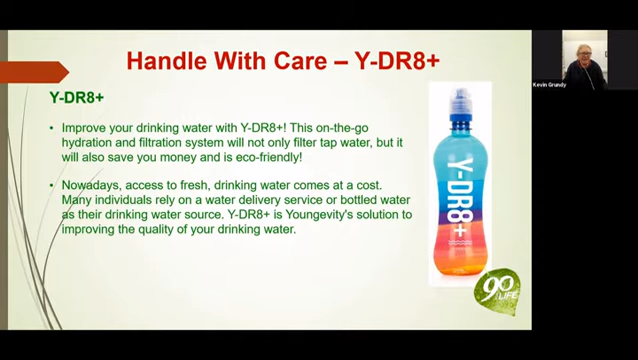 Handle With Care – Y-DR8+
Kevin Grundy
Y-DR8+
• Improve your drinking water with Y-DR8+! This on-the-go
hydration and filtration system will not only filter tap water, but it
will also save you money and is eco-friendly!
• Nowadays, access to fresh, drinking water comes at a cost.
Many individuals rely on a water delivery service or bottled water
as their drinking water source. Y-DR8+ is Youngevity's solution to
improving the quality of your drinking water.
Y-DR8+
90
LIFE